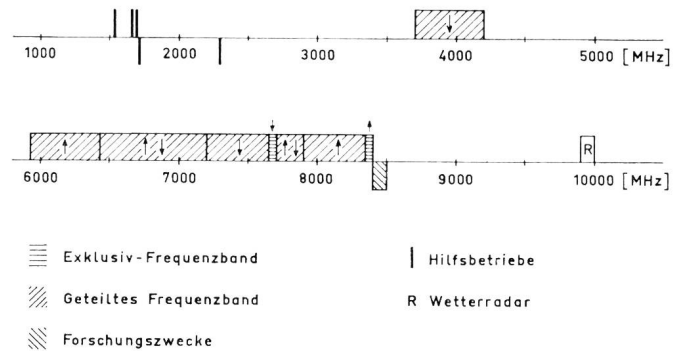 1000 2000 3000 4000 5000 [MHz]
6000 7000 8000 9000 10000 [MHz]
R
Exklusiv-Frequenzband
Geteiltes Frequenzband
Forschungszwecke
Hilfsbetriebe
R Wetterradar